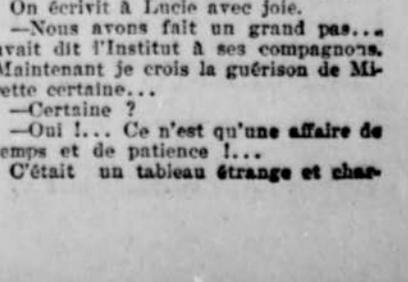 On écrivit à Lucie avec joie.
—Nous avons fait un grand pas...
avait dit l'Institut à ses compagnons.
Maintenant je crois la guérison de Mi-
ette certaine...
—Certaine ?
—Oui !... Ce n'est qu'une affaire de
emps et de patience !...
C'était un tableau étrange et char-